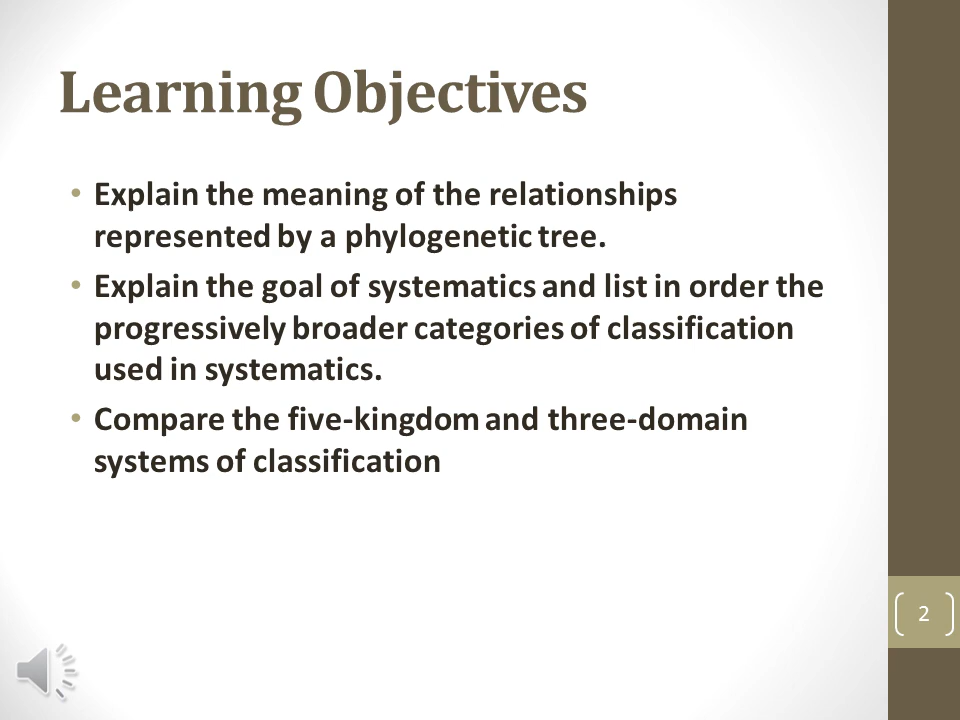 Learning Objectives
• Explain the meaning of the relationships
represented by a phylogenetic tree.
• Explain the goal of systematics and list in order the
progressively broader categories of classification
used in systematics.
• Compare the five-kingdom and three-domain
systems of classification
2